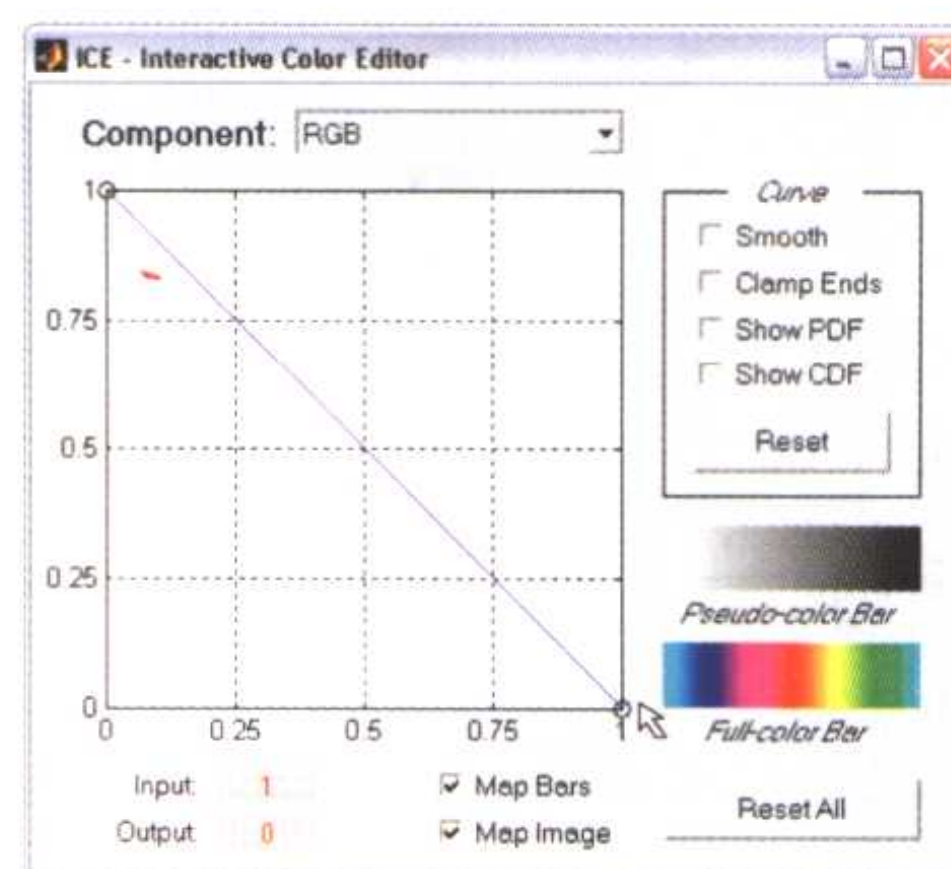 ICE - Interactive Color Editor
Component: RGB
1
0.75
0.5
0.25
0
0 0.25 0.5 0.75 1
Input: 1
Output: 0
Map Bars
Map Image
Curve
Smooth
Clamp Ends
Show PDF
Show CDF
Reset
Pseudo-color Bar
Full-color Bar
Reset All